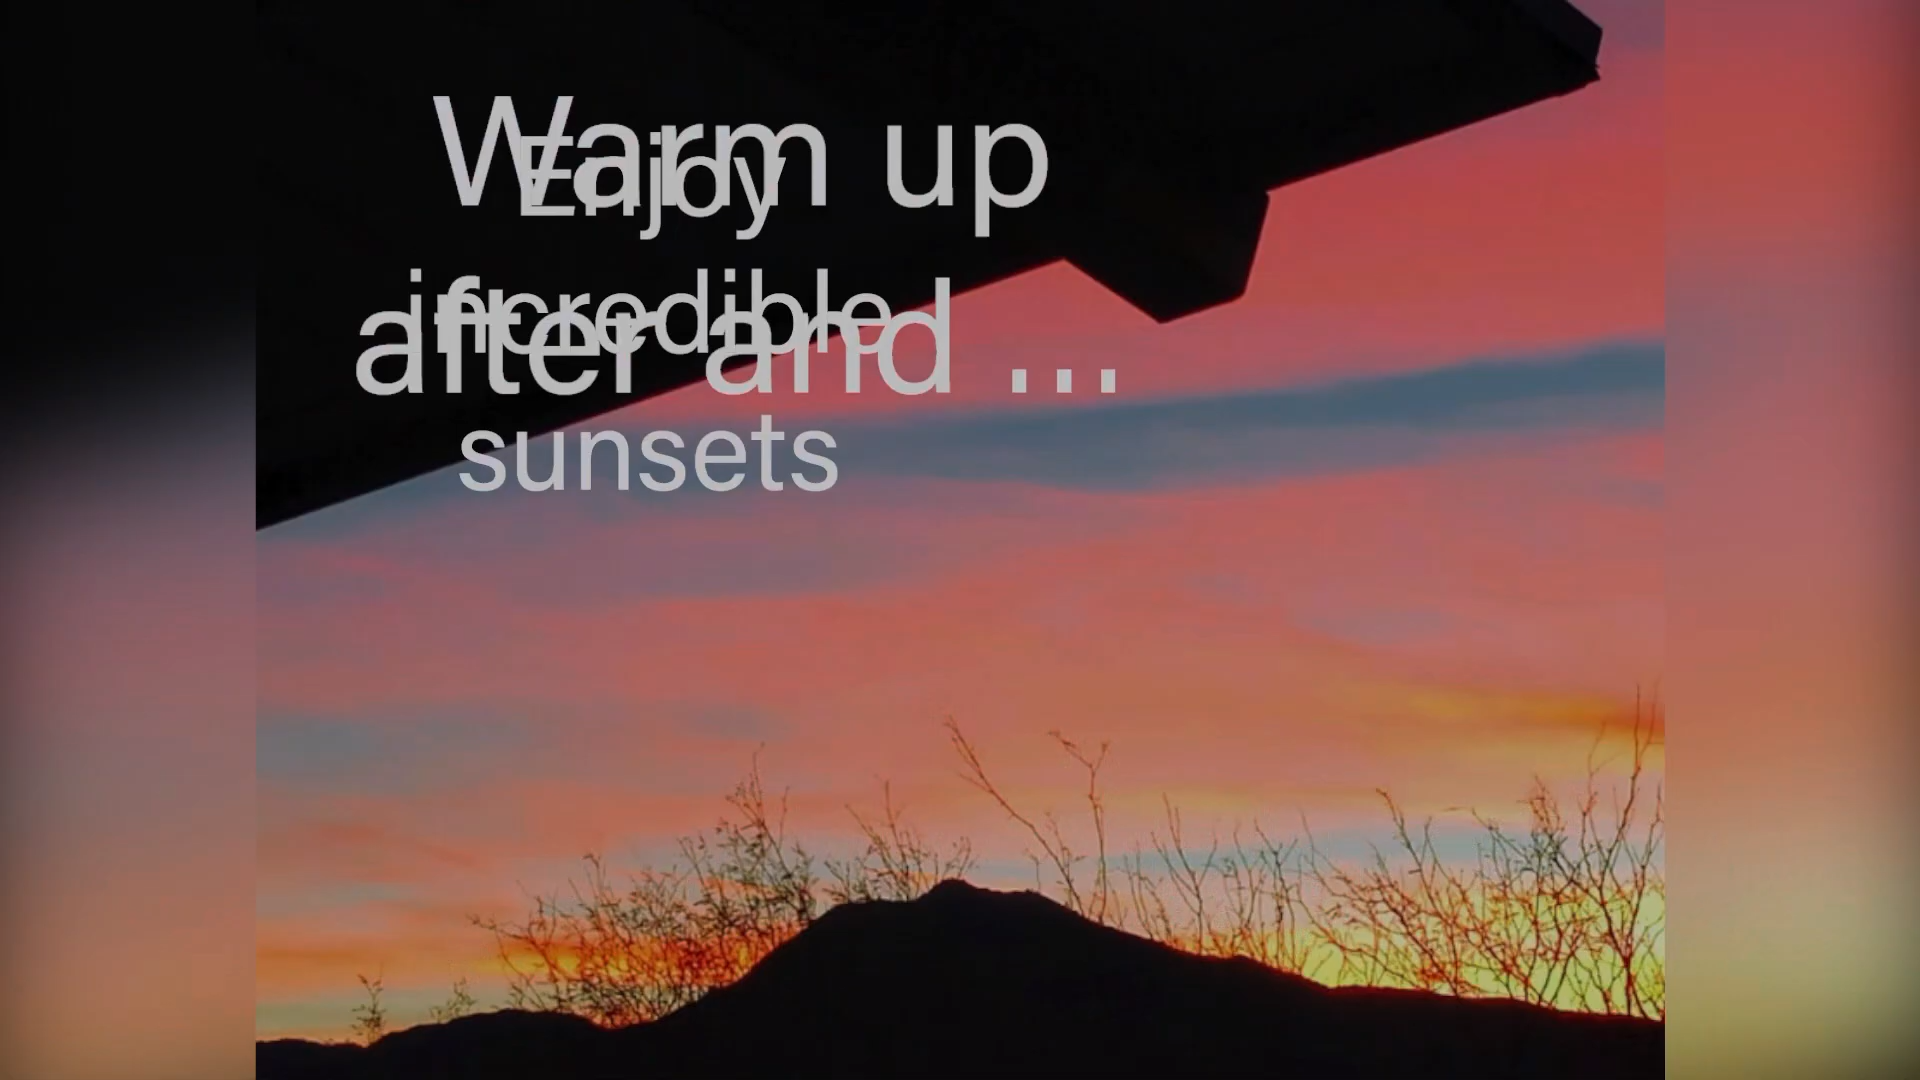 Warm up
after and ...
Enjoy
incredible
sunsets